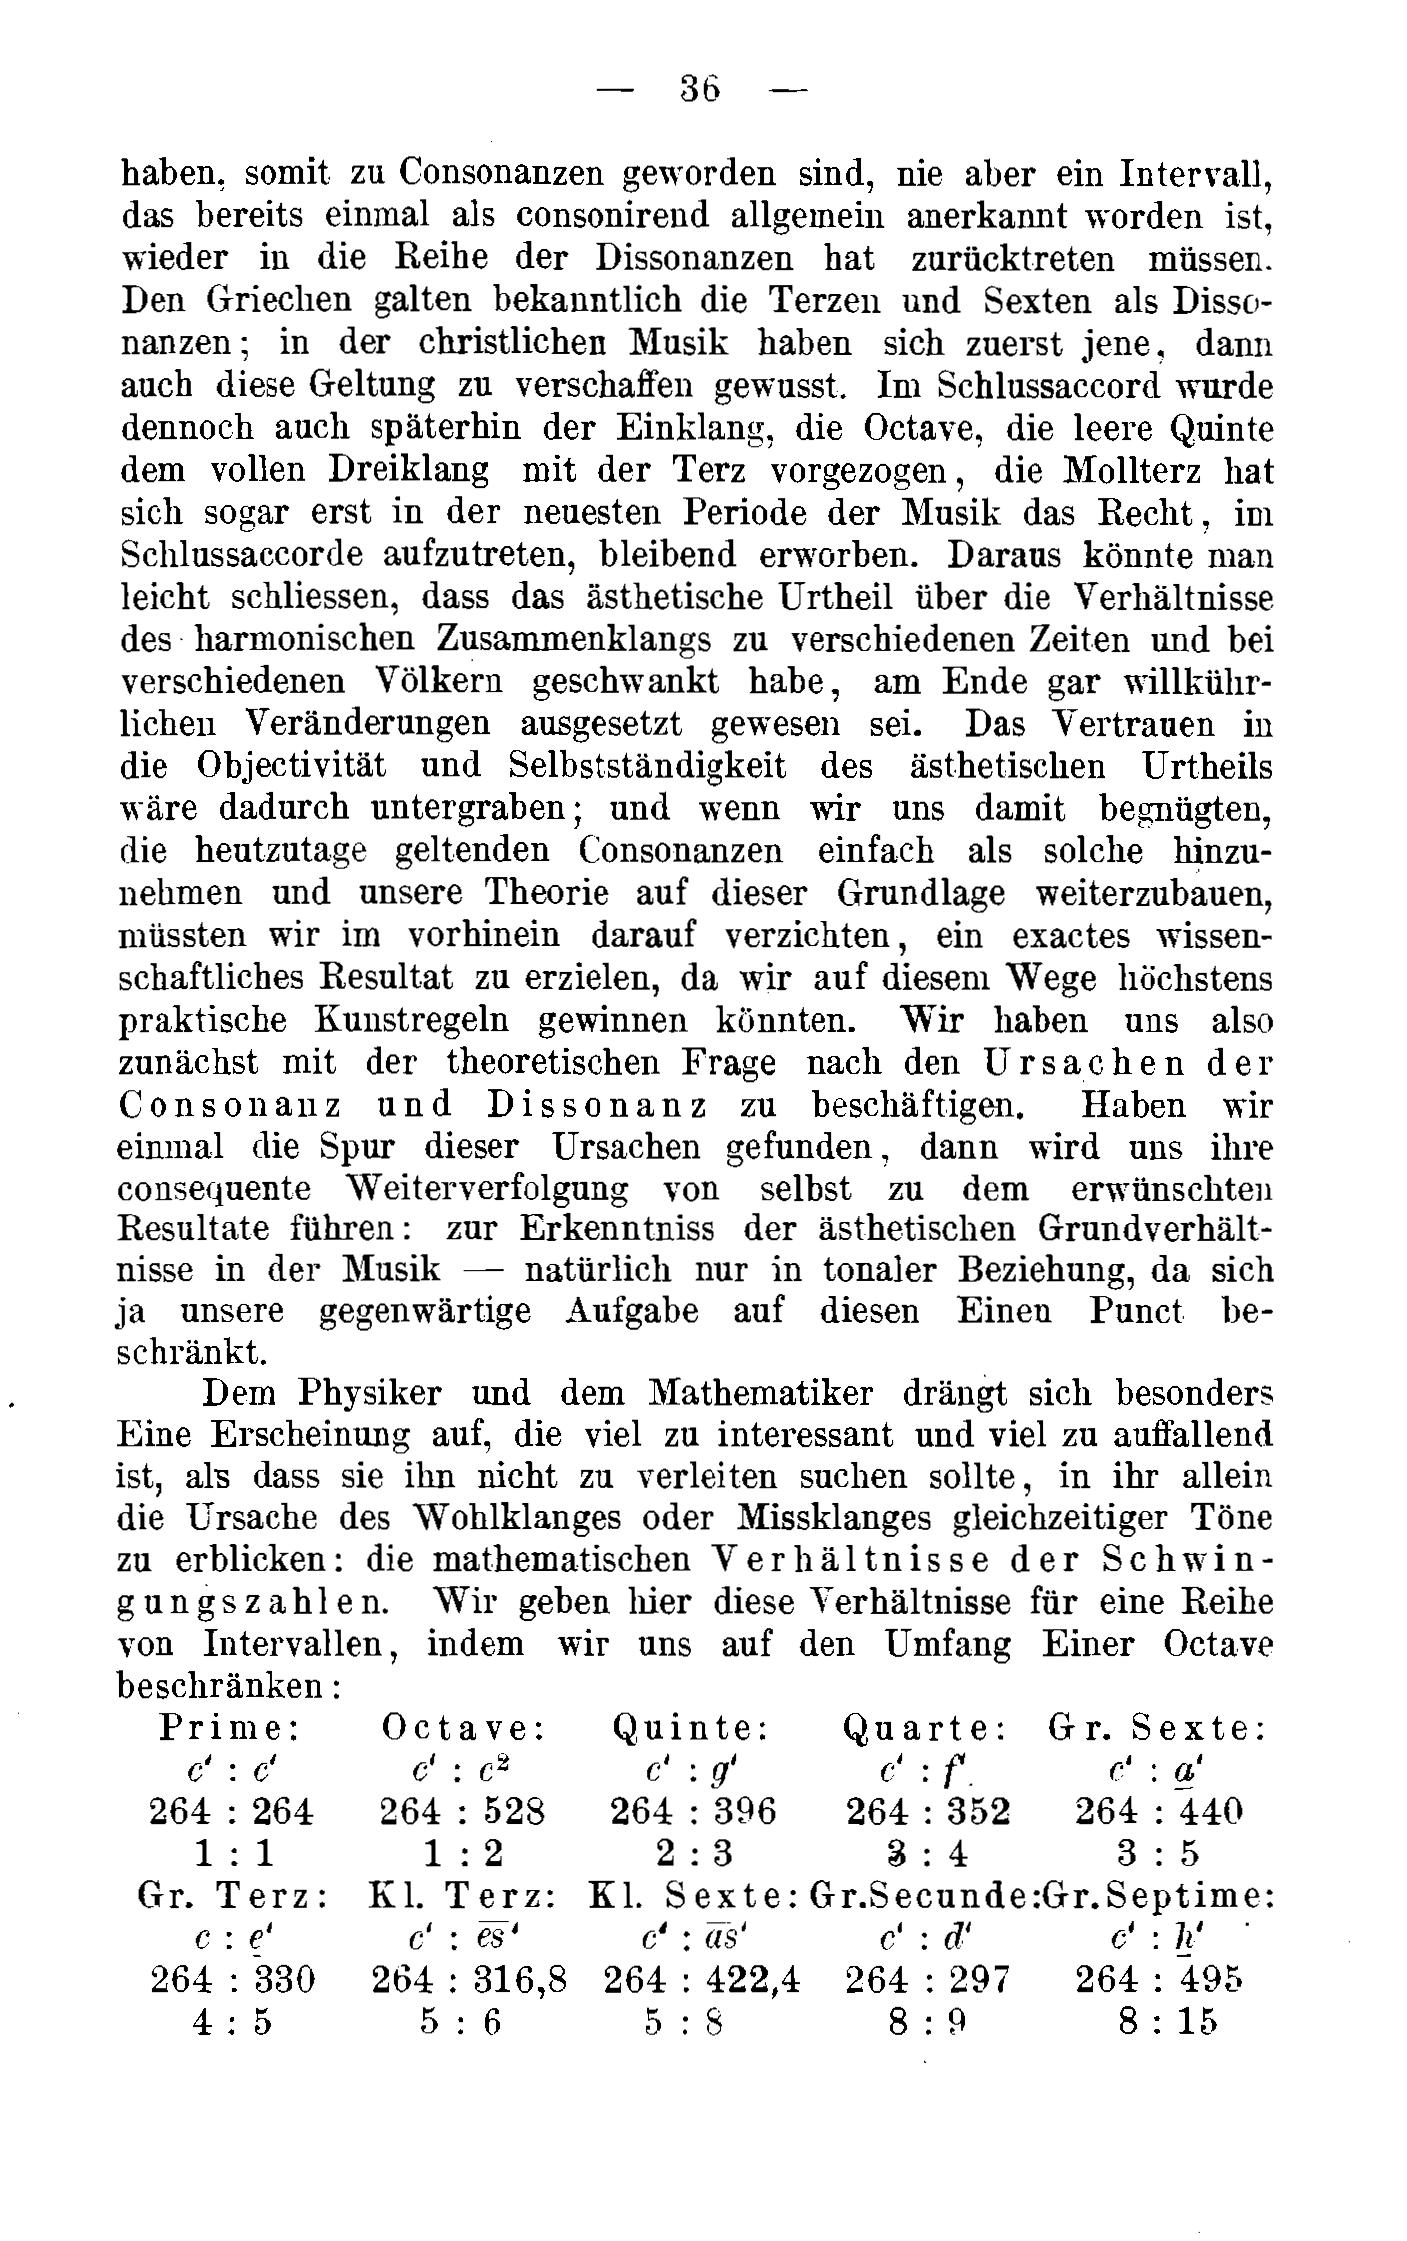 — 36 —
haben, somit zu Consonanzen geworden sind, nie aber ein Intervall,
das bereits einmal als consonirend allgemein anerkannt worden ist,
wieder in die Reihe der Dissonanzen hat zurücktreten müssen.
Den Griechen galten bekanntlich die Terzen und Sexten als Disso-
nanzen; in der christlichen Musik haben sich zuerst jene, dann
auch diese Geltung zu verschaffen gewusst. Im Schlussaccord wurde
dennoch auch späterhin der Einklang, die Octave, die leere Quinte
dem vollen Dreiklang mit der Terz vorgezogen, die Mollterz hat
sich sogar erst in der neuesten Periode der Musik das Recht, im
Schlussaccorde aufzutreten, bleibend erworben. Daraus könnte man
leicht schliessen, dass das ästhetische Urtheil über die Verhältnisse
des harmonischen Zusammenklangs zu verschiedenen Zeiten und bei
verschiedenen Völkern geschwankt habe, am Ende gar willkühr-
lichen Veränderungen ausgesetzt gewesen sei. Das Vertrauen in
die Objectivität und Selbstständigkeit des ästhetischen Urtheils
wäre dadurch untergraben; und wenn wir uns damit begnügten,
die heutzutage geltenden Consonanzen einfach als solche hinzu-
nehmen und unsere Theorie auf dieser Grundlage weiterzubauen,
müssten wir im vorhinein darauf verzichten, ein exactes wissen-
schaftliches Resultat zu erzielen, da wir auf diesem Wege höchstens
praktische Kunstregeln gewinnen könnten. Wir haben uns also
zunächst mit der theoretischen Frage nach den Ursachen der
Consonanz und Dissonanz zu beschäftigen. Haben wir
einmal die Spur dieser Ursachen gefunden, dann wird uns ihre
consequente Weiterverfolgung von selbst zu dem erwünschten
Resultate führen: zur Erkenntniss der ästhetischen Grundverhält-
nisse in der Musik — natürlich nur in tonaler Beziehung, da sich
ja unsere gegenwärtige Aufgabe auf diesen Einen Punct be-
schränkt.
Dem Physiker und dem Mathematiker drängt sich besonders
Eine Erscheinung auf, die viel zu interessant und viel zu auffallend
ist, als dass sie ihn nicht zu verleiten suchen sollte, in ihr allein
die Ursache des Wohlklanges oder Missklanges gleichzeitiger Töne
zu erblicken: die mathematischen Verhältnisse der Schwin-
gungszahlen. Wir geben hier diese Verhältnisse für eine Reihe
von Intervallen, indem wir uns auf den Umfang Einer Octave
beschränken:
Prime: Octave: Quinte: Quarte: Gr. Sexte:
c' : c' c' : c² c' : g' c' : f' c' : a̲'
264 : 264 264 : 528 264 : 396 264 : 352 264 : 440
1 : 1 1 : 2 2 : 3 3 : 4 3 : 5
Gr. Terz: Kl. Terz: Kl. Sexte: Gr. Secunde: Gr. Septime:
c : e̲' c' : e̅s̅' c' : a̅s̅' c' : d' c' : h̲'
264 : 330 264 : 316,8 264 : 422,4 264 : 297 264 : 495
4 : 5 5 : 6 5 : 8 8 : 9 8 : 15